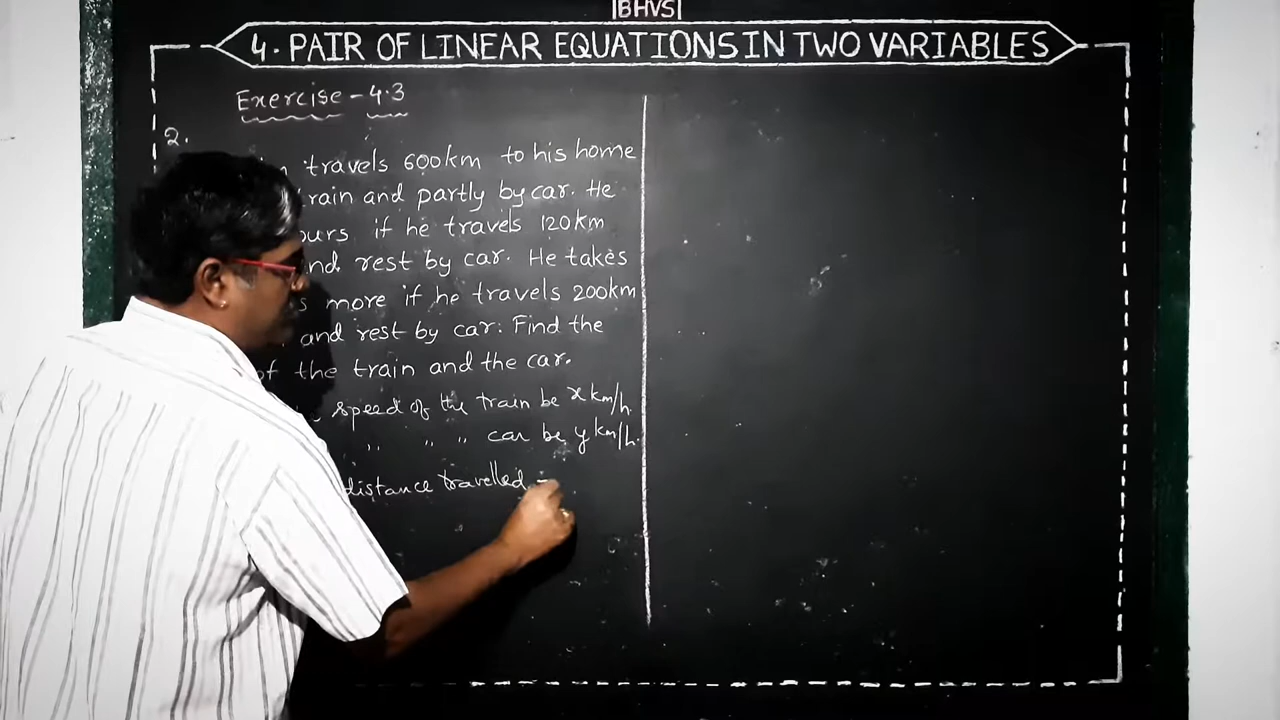 BHVS
4. PAIR OF LINEAR EQUATIONS IN TWO VARIABLES
Exercise - 4.3
2.
travels 600km to his home
train and partly by car. He
if he travels 120km
rest by car. He takes
more if he travels 200km
and rest by car. Find the
of the train and the car.
speed of the train be x km/h.
,, ,, ,, car be y km/h.
distance travelled =